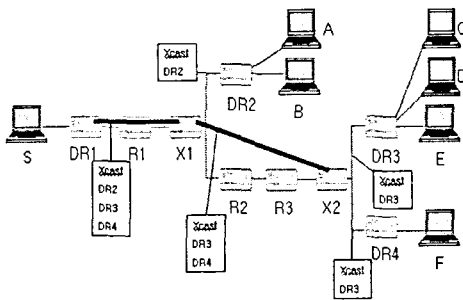 A
C
Xcast
DR2
DR2
B
D
S
DR1
R1
X1
DR3
E
Xcast
DR2
DR3
DR4
R2
R3
X2
Xcast
DR3
Xcast
DR3
DR4
DR4
F
Xcast
DR3